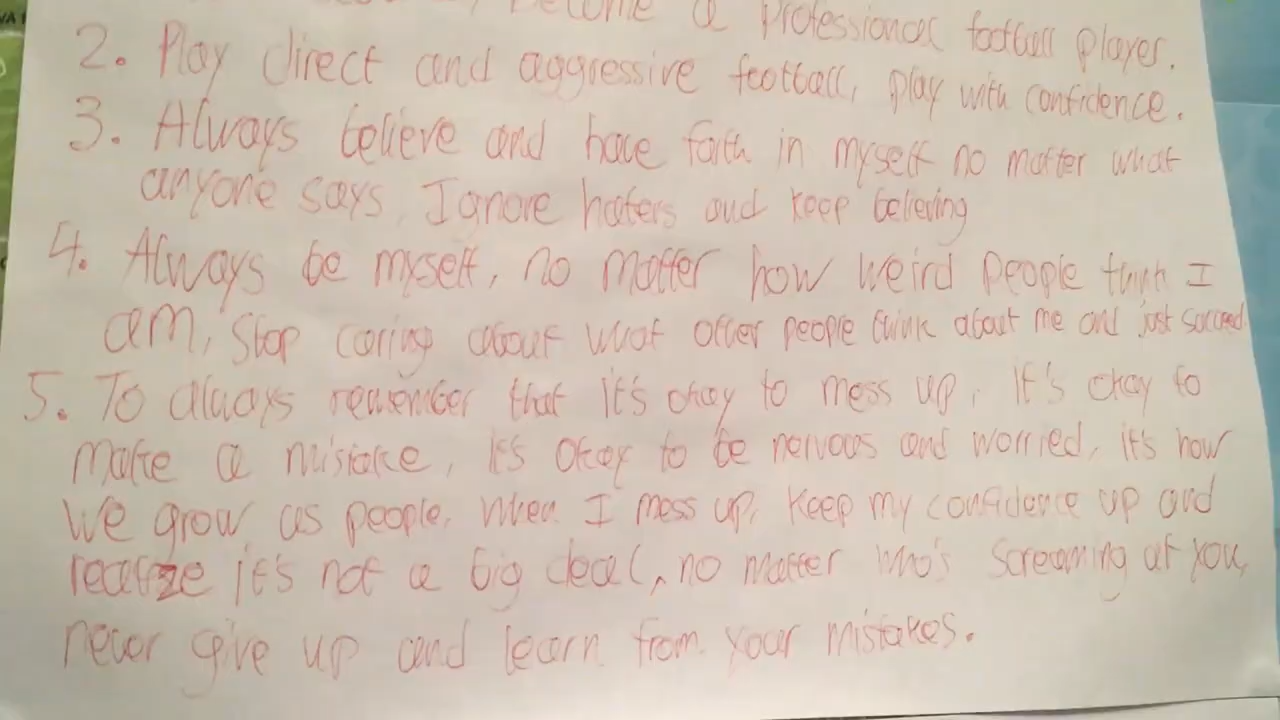 become a professional football player.
2. Play direct and aggressive football, play with confidence.
3. Always believe and have faith in myself no matter what
anyone says, Ignore haters and keep believing
4. Always be myself, no matter how weird people think I
am, Stop caring about what other people think about me and just succeed.
5. To always remember that it's okay to mess up, it's okay to
make a mistake, it's okay to be nervous and worried, it's how
we grow as people. When I mess up, keep my confidence up and
realize it's not a big deal, no matter who's screaming at you,
never give up and learn from your mistakes.